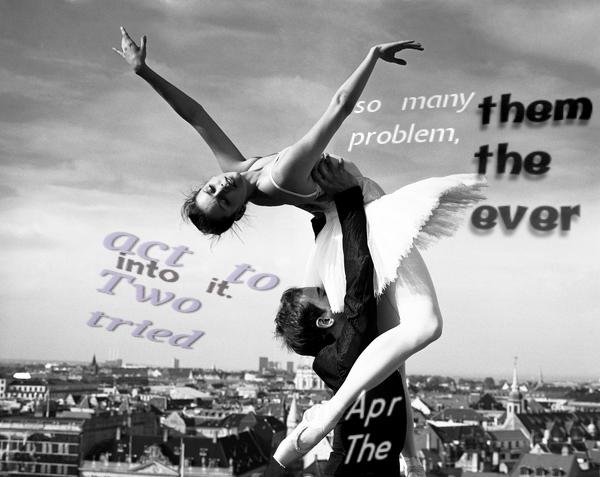 so many
problem,
them
the
ever
act to
into it.
Two
tried
Apr
The